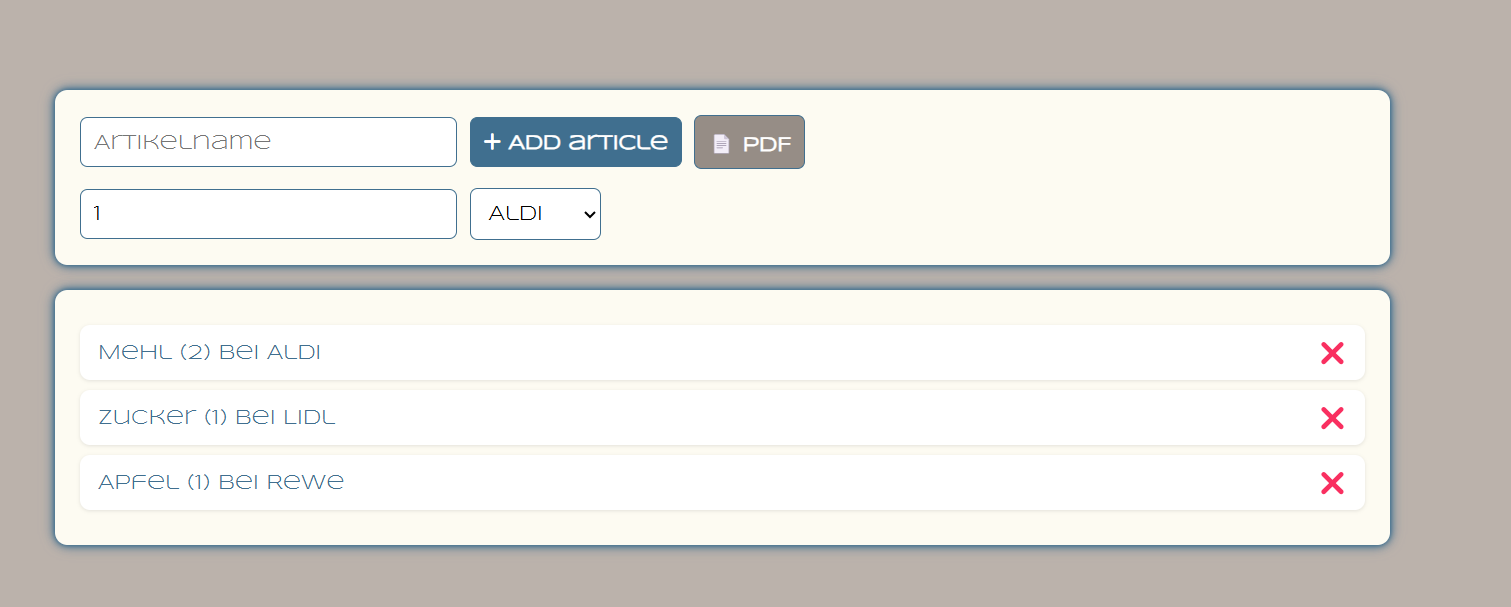 Artikelname
+ ADD article
PDF
1
ALDI
Mehl (2) bei ALDI
Zucker (1) bei LIDL
Apfel (1) bei Rewe